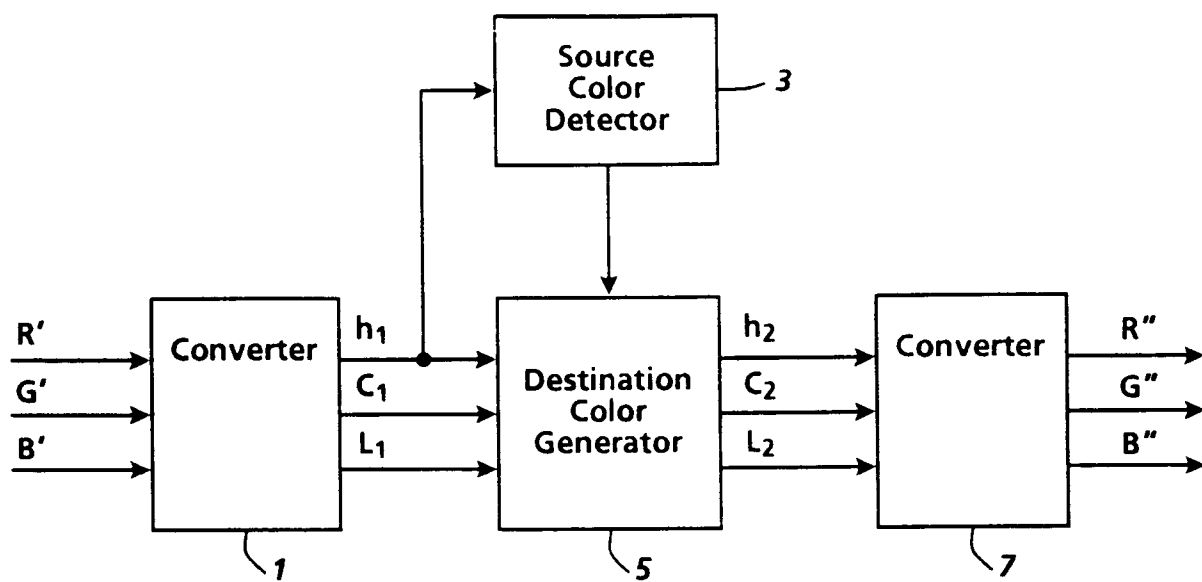 Source
Color
Detector
3
R′
G′
B′
Converter
h₁
C₁
L₁
Destination
Color
Generator
h₂
C₂
L₂
Converter
R″
G″
B″
1
5
7